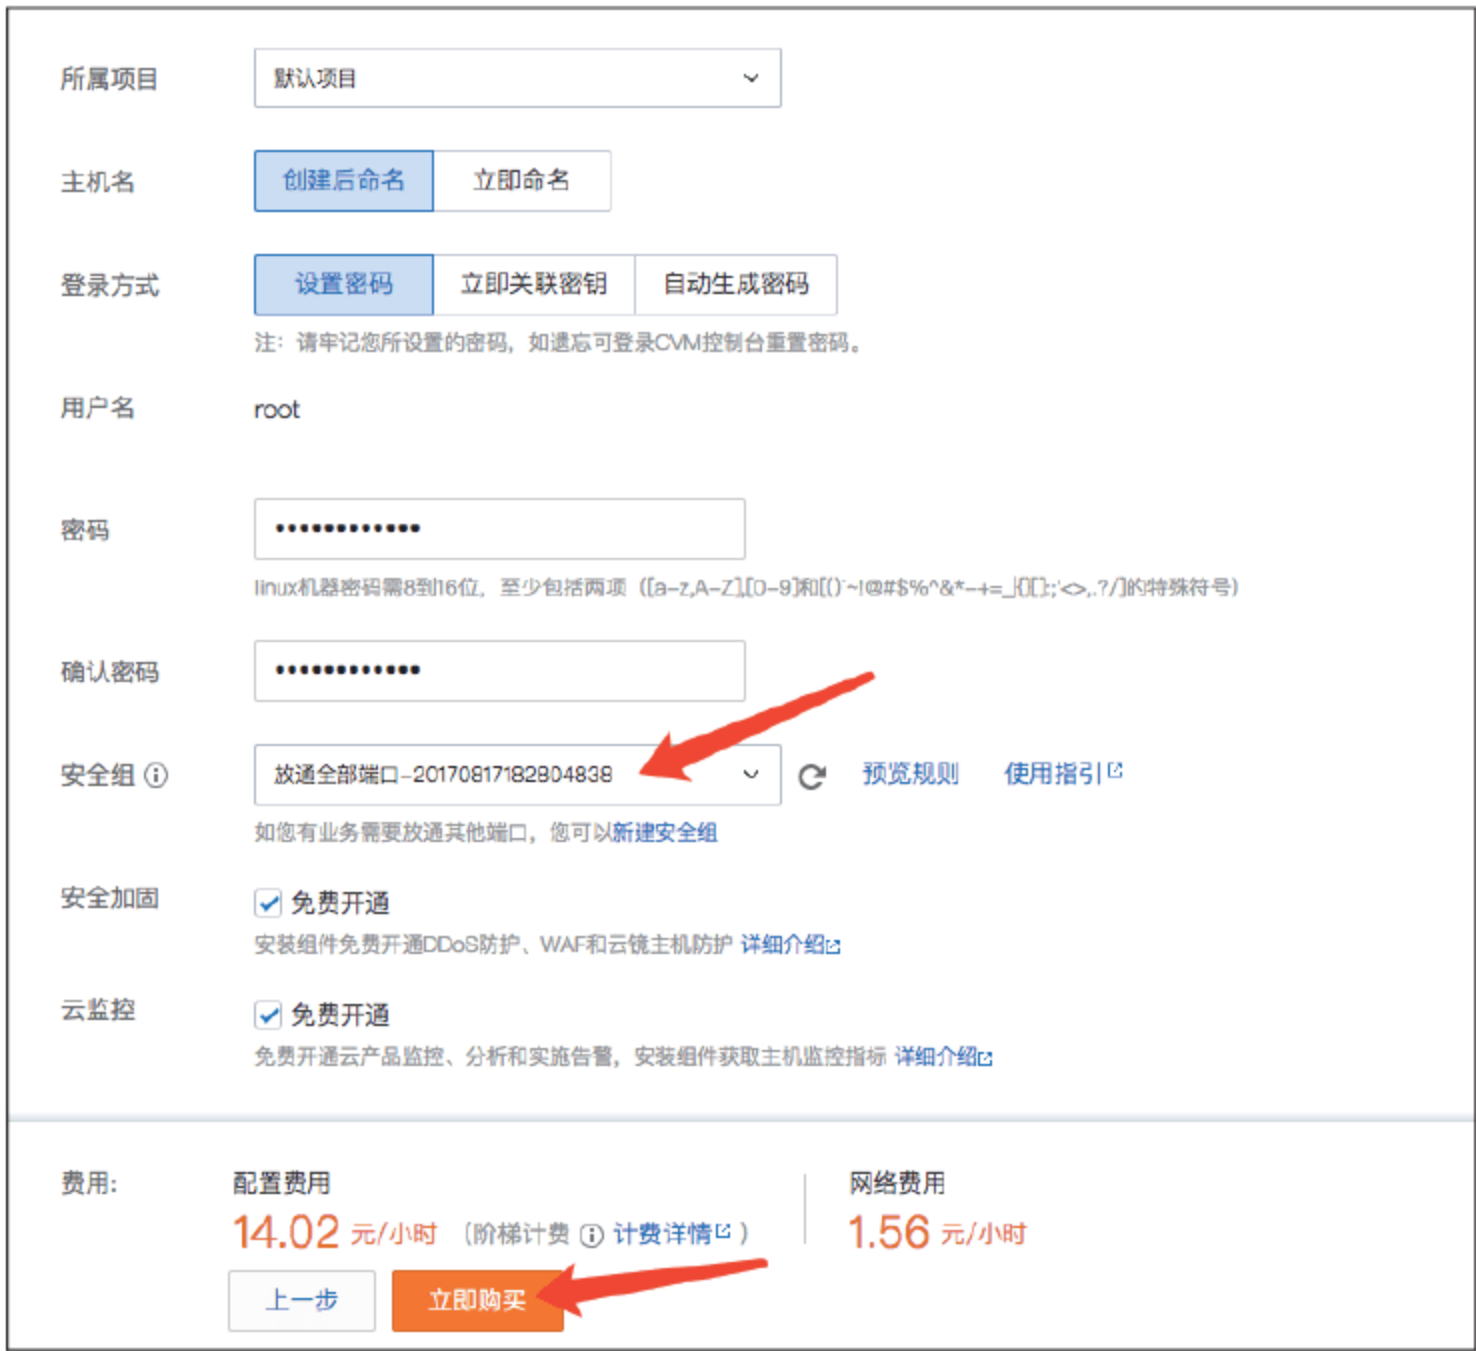 所属项目 默认项目
主机名 创建后命名 立即命名
登录方式 设置密码 立即关联密钥 自动生成密码
注：请牢记您所设置的密码，如遗忘可登录CVM控制台重置密码。
用户名 root
密码 ••••••••••••
linux机器密码需8到16位，至少包括两项（[a-z,A-Z],[0-9]和[()`~!@#$%^&*-+=_|{}[]:;'<>,.?/]的特殊符号）
确认密码 ••••••••••••
安全组 放通全部端口-20170817182804838 预览规则 使用指引
如您有业务需要放通其他端口，您可以新建安全组
安全加固 免费开通
安装组件免费开通DDoS防护、WAF和云镜主机防护 详细介绍
云监控 免费开通
免费开通云产品监控、分析和实施告警，安装组件获取主机监控指标 详细介绍
费用: 配置费用 网络费用
14.02 元/小时 （阶梯计费 计费详情） 1.56 元/小时
上一步 立即购买